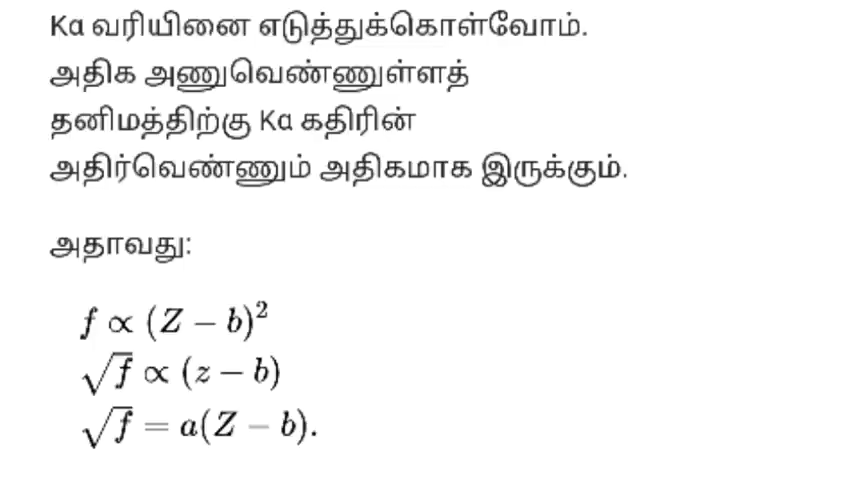 Kα வரியினை எடுத்துக்கொள்வோம்.
அதிக அணுவெண்ணுள்ளத்
தனிமத்திற்கு Kα கதிரின்
அதிர்வெண்ணும் அதிகமாக இருக்கும்.
அதாவது:
f ∝ (Z − b)²
√f ∝ (z − b)
√f = a(Z − b).